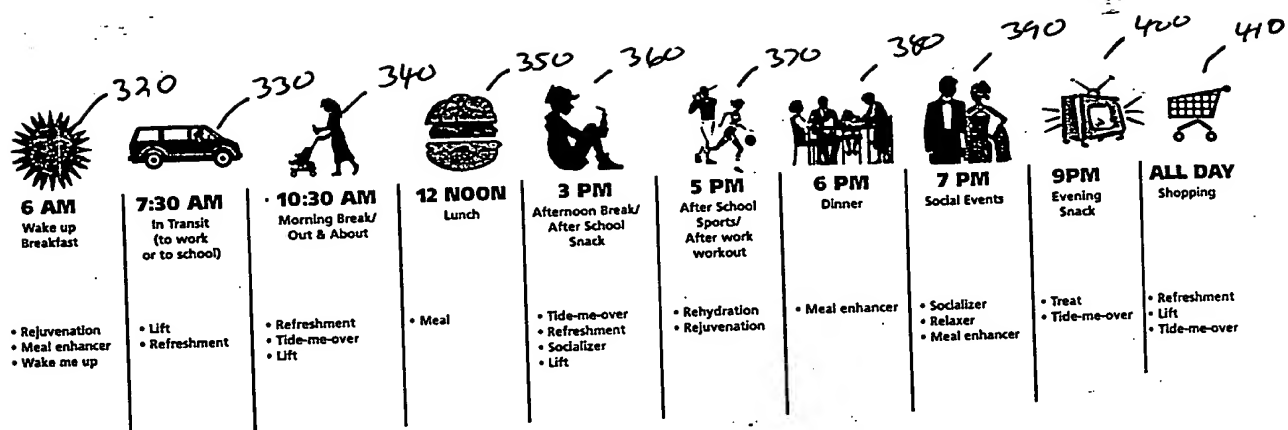 320
330
340
350
360
370
380
390
400
410
6 AM
Wake up
Breakfast
• Rejuvenation
• Meal enhancer
• Wake me up
7:30 AM
In Transit
(to work
or to school)
• Lift
• Refreshment
10:30 AM
Morning Break/
Out & About
• Refreshment
• Tide-me-over
• Lift
12 NOON
Lunch
• Meal
3 PM
Afternoon Break/
After School
Snack
• Tide-me-over
• Refreshment
• Socializer
• Lift
5 PM
After School
Sports/
After work
workout
• Rehydration
• Rejuvenation
6 PM
Dinner
• Meal enhancer
7 PM
Social Events
• Socializer
• Relaxer
• Meal enhancer
9PM
Evening
Snack
• Treat
• Tide-me-over
ALL DAY
Shopping
• Refreshment
• Lift
• Tide-me-over